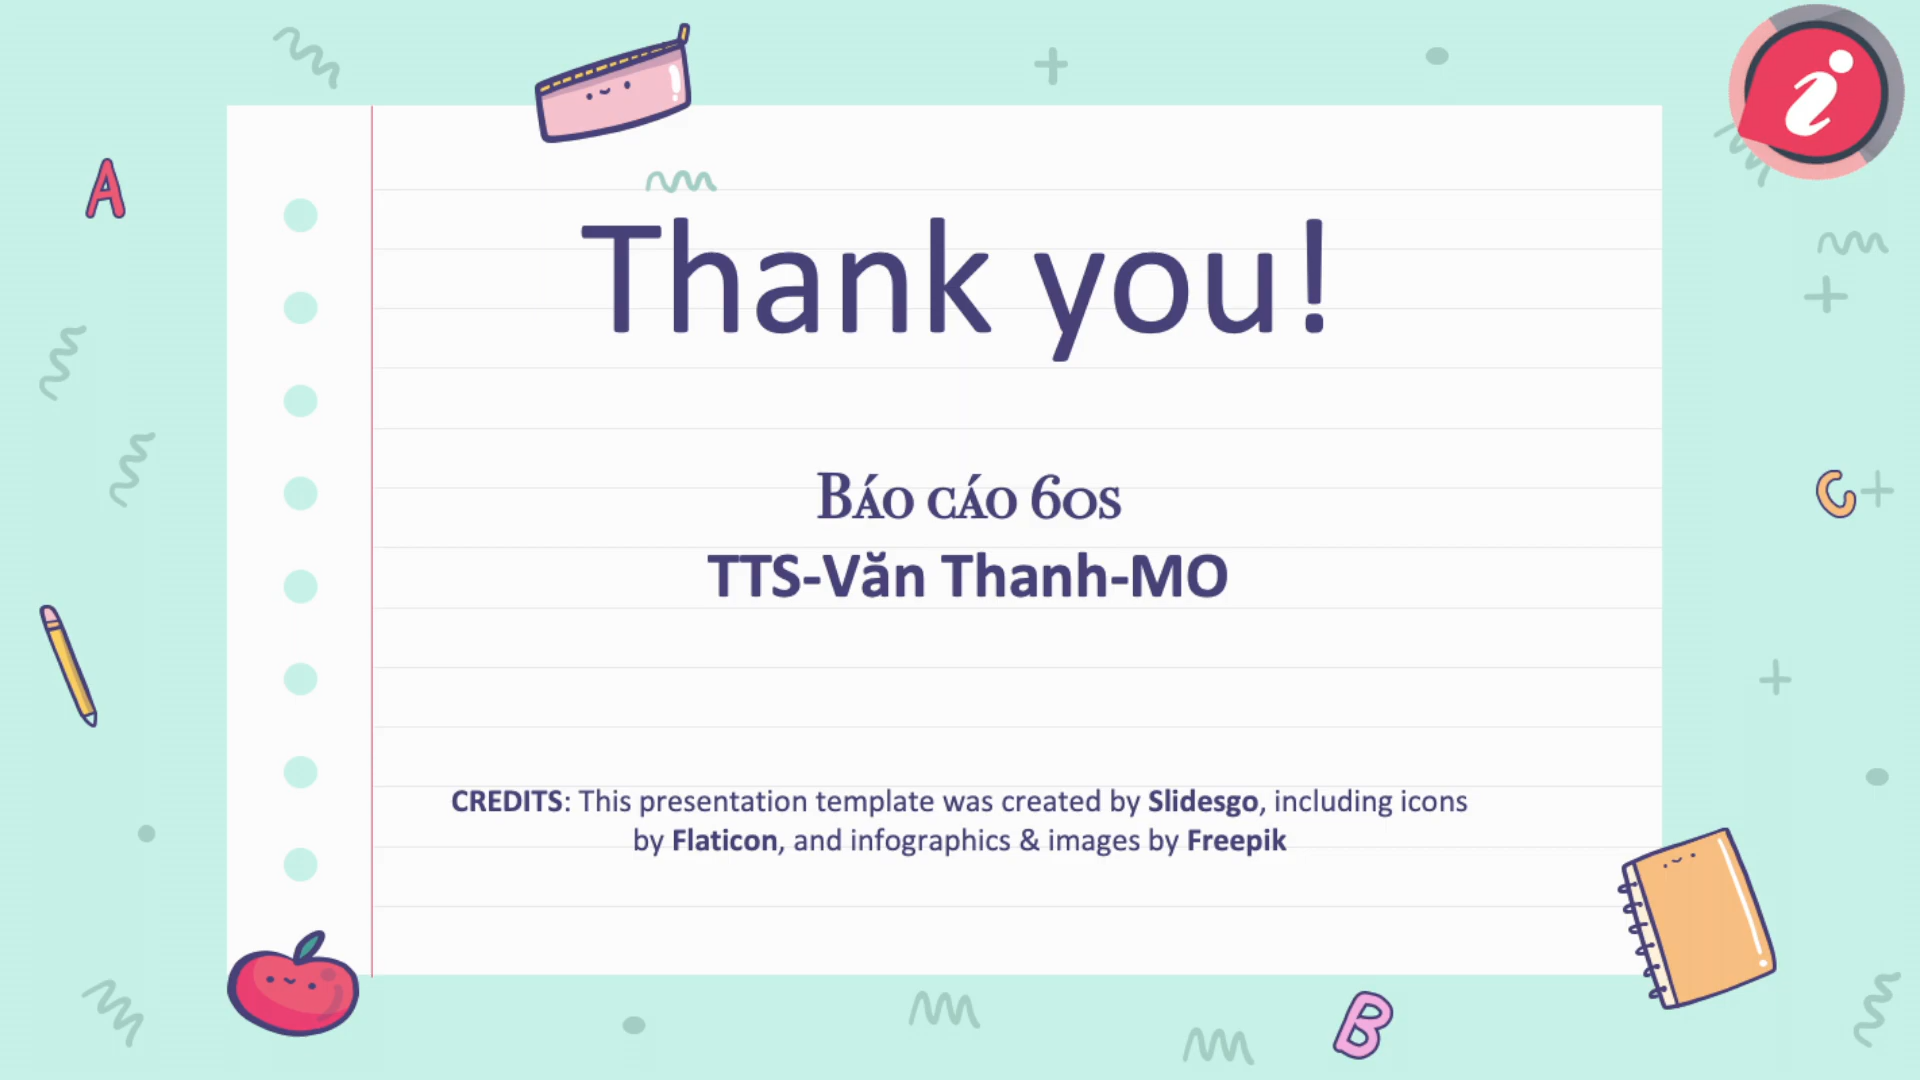 Thank you!
Báo cáo 60s
TTS-Văn Thanh-MO
CREDITS: This presentation template was created by Slidesgo, including icons
by Flaticon, and infographics & images by Freepik
A
C
B
i